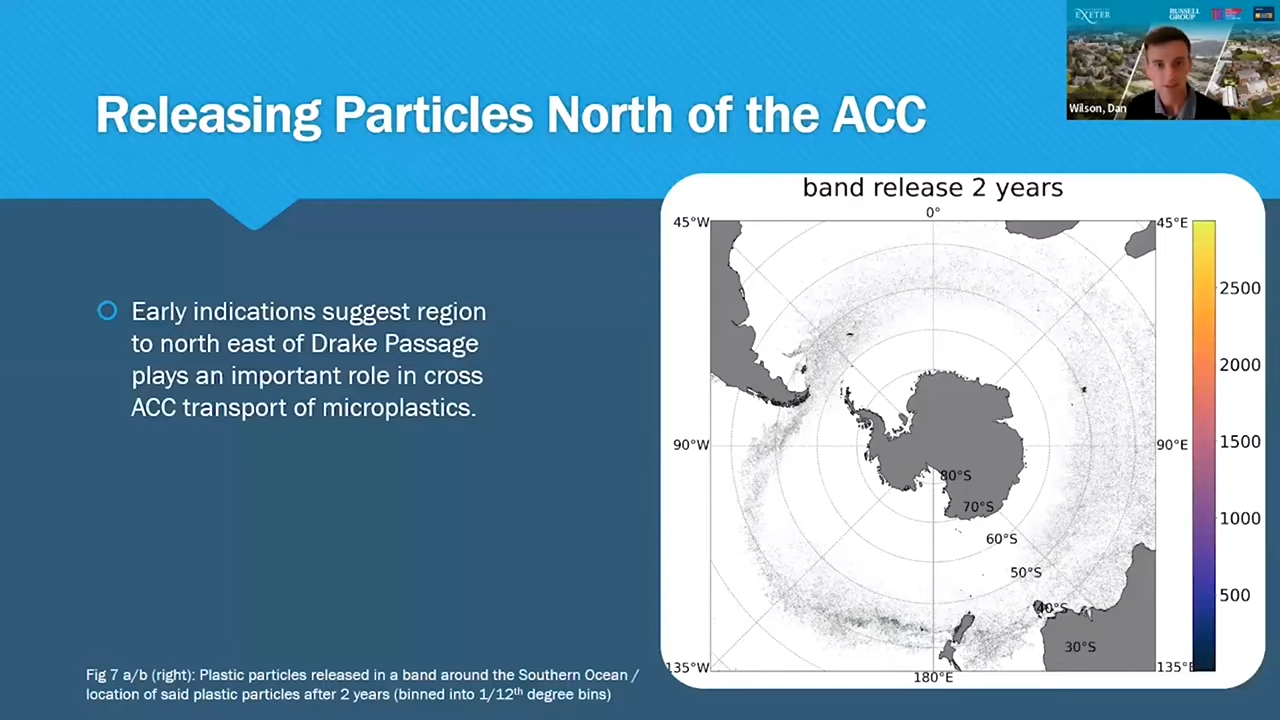 EXETER
RUSSELL
GROUP
Wilson, Dan
Releasing Particles North of the ACC
Early indications suggest region
to north east of Drake Passage
plays an important role in cross
ACC transport of microplastics.
band release 2 years
45°W
0°
45°E
90°W
90°E
135°W
180°E
135°E
80°S
70°S
60°S
50°S
40°S
30°S
2500
2000
1500
1000
500
Fig 7 a/b (right): Plastic particles released in a band around the Southern Ocean /
location of said plastic particles after 2 years (binned into 1/12th degree bins)